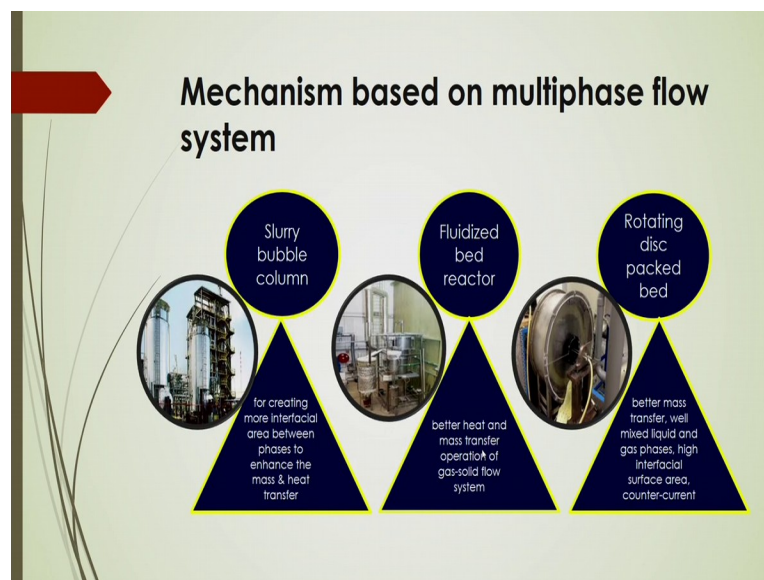 Mechanism based on multiphase flow
system
Slurry
bubble
column
Fluidized
bed
reactor
Rotating
disc
packed
bed
for creating
more interfacial
area between
phases to
enhance the
mass & heat
transfer
better heat and
mass transfer
operation of
gas-solid flow
system
better mass
transfer, well
mixed liquid and
gas phases, high
interfacial
surface area,
counter-current